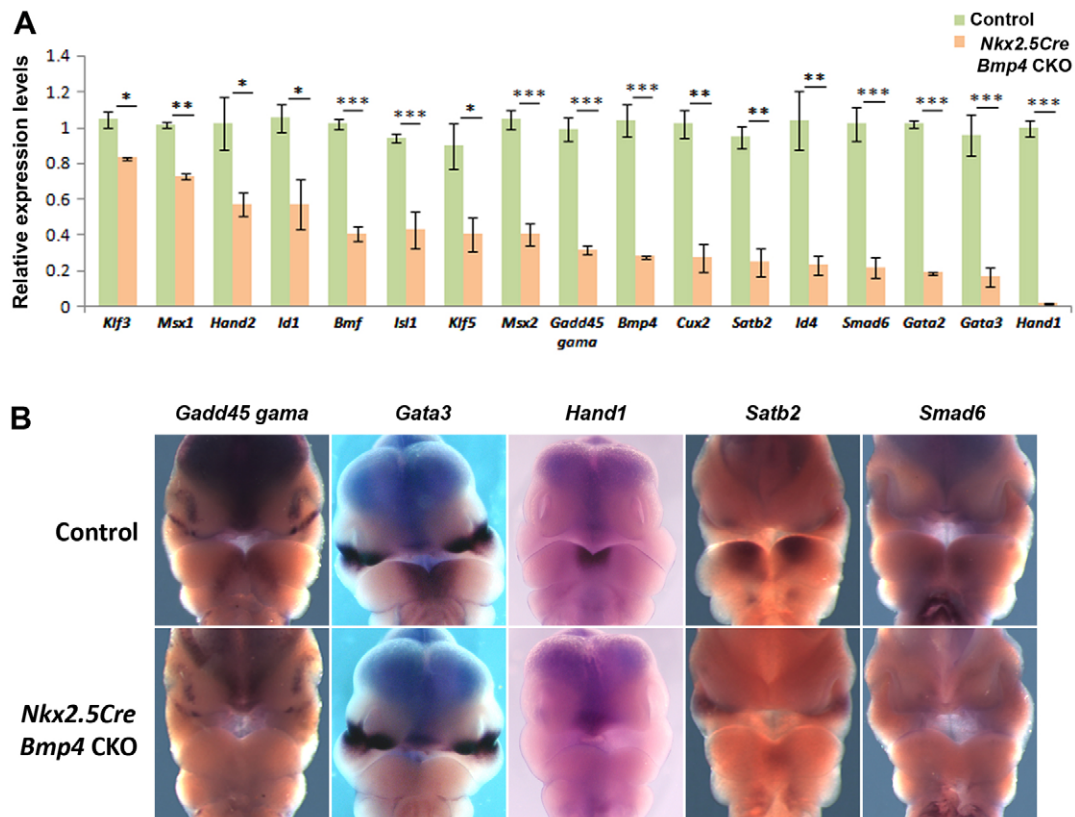 A
Control
Nkx2.5Cre
Bmp4 CKO
Relative expression levels
1.4
1.2
1
0.8
0.6
0.4
0.2
0
* ** * * *** *** * *** *** *** ** ** ** *** *** *** ***
Klf3 Msx1 Hand2 Id1 Bmf Isl1 Klf5 Msx2 Gadd45 Bmp4 Cux2 Satb2 Id4 Smad6 Gata2 Gata3 Hand1
gama
B
Gadd45 gama Gata3 Hand1 Satb2 Smad6
Control
Nkx2.5Cre
Bmp4 CKO